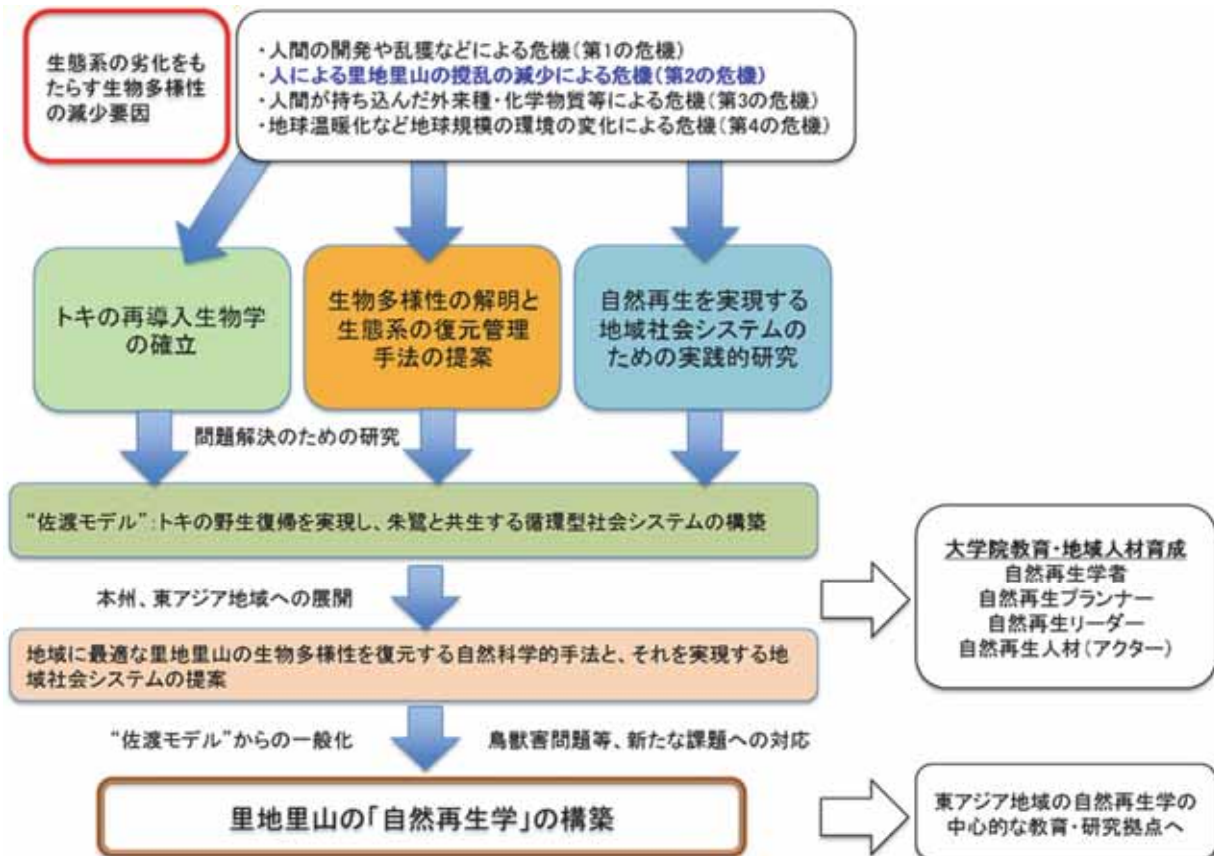 生態系の劣化をも
たらす生物多様性
の減少要因
・人間の開発や乱獲などによる危機（第1の危機）
・人による里地里山の撹乱の減少による危機（第2の危機）
・人間が持ち込んだ外来種・化学物質等による危機（第3の危機）
・地球温暖化など地球規模の環境の変化による危機（第4の危機）
トキの再導入生物学
の確立
生物多様性の解明と
生態系の復元管理
手法の提案
自然再生を実現する
地域社会システムの
ための実践的研究
問題解決のための研究
“佐渡モデル”：トキの野生復帰を実現し、朱鷺と共生する循環型社会システムの構築
本州、東アジア地域への展開
地域に最適な里地里山の生物多様性を復元する自然科学的手法と、それを実現する地
域社会システムの提案
大学院教育・地域人材育成
自然再生学者
自然再生プランナー
自然再生リーダー
自然再生人材（アクター）
“佐渡モデル”からの一般化
鳥獣害問題等、新たな課題への対応
里地里山の「自然再生学」の構築
東アジア地域の自然再生学の
中心的な教育・研究拠点へ